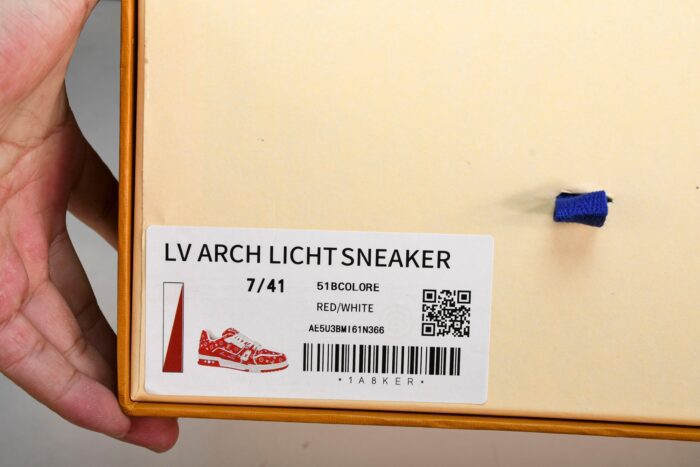 LV ARCH LICHT SNEAKER
7/41
51BCOLORE
RED/WHITE
AE5U3BMI61N366
*1A8KER*